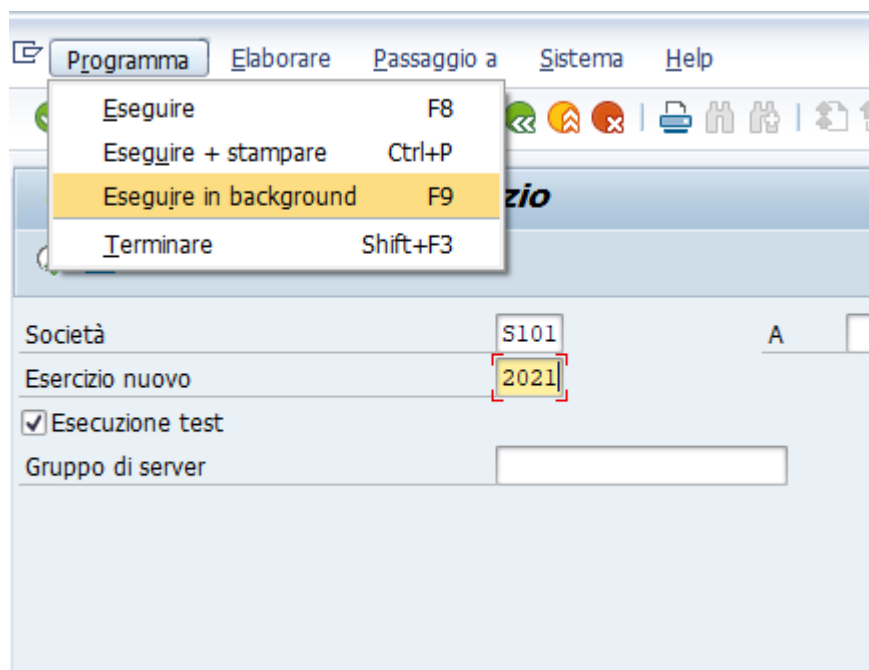 Programma Elaborare Passaggio a Sistema Help
Eseguire F8
Eseguire + stampare Ctrl+P
Eseguire in background F9
zio
Terminare Shift+F3
Società S101 A
Esercizio nuovo 2021
Esecuzione test
Gruppo di server